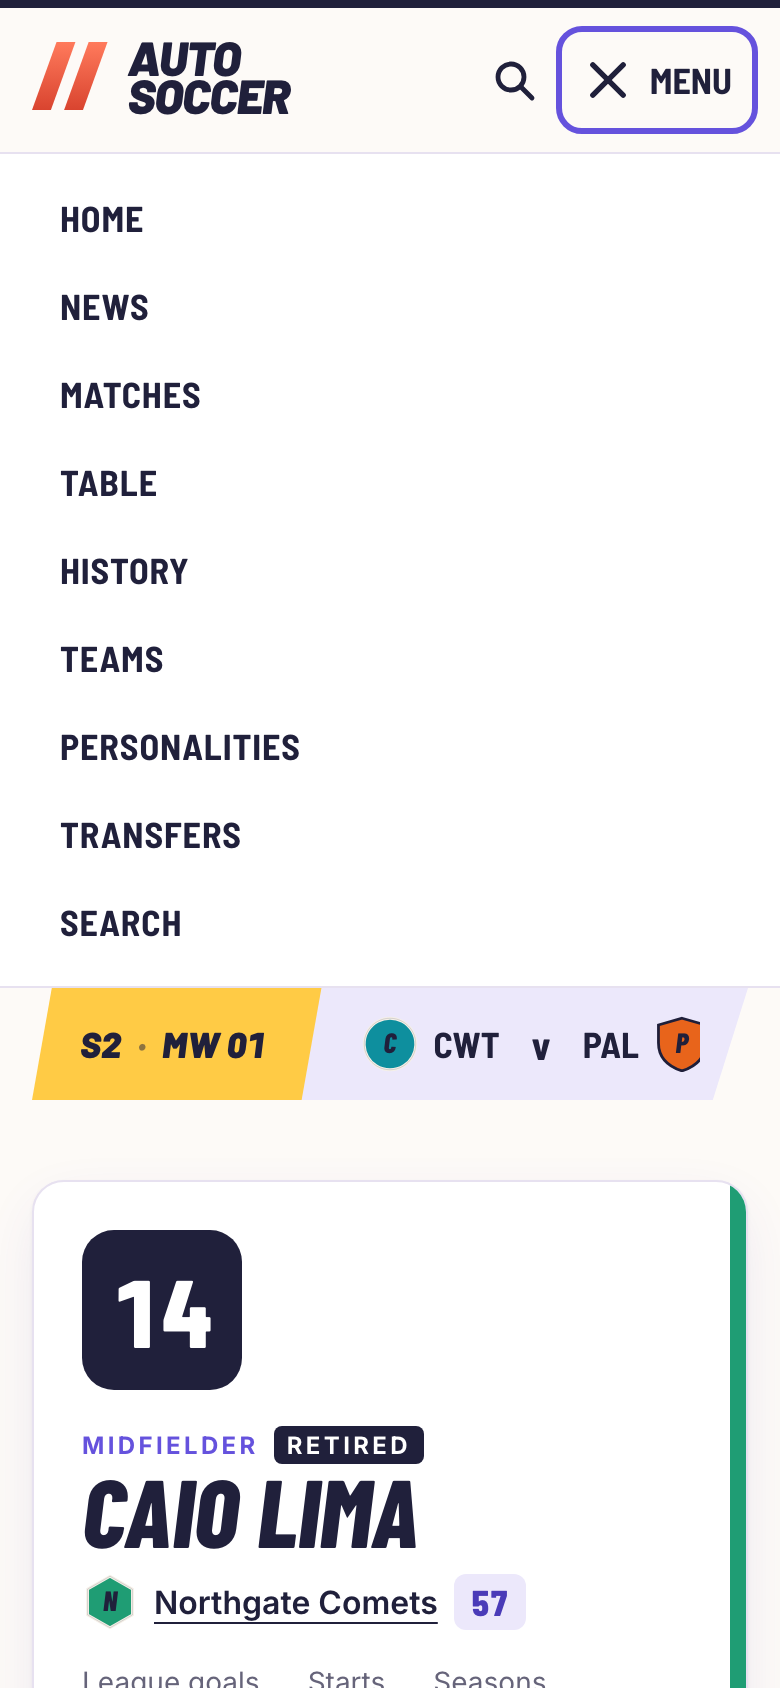 AUTO
SOCCER
MENU
HOME
NEWS
MATCHES
TABLE
HISTORY
TEAMS
PERSONALITIES
TRANSFERS
SEARCH
S2 · MW 01
C CWT v PAL P
14
MIDFIELDER RETIRED
CAIO LIMA
N Northgate Comets 57
League goals Starts Seasons